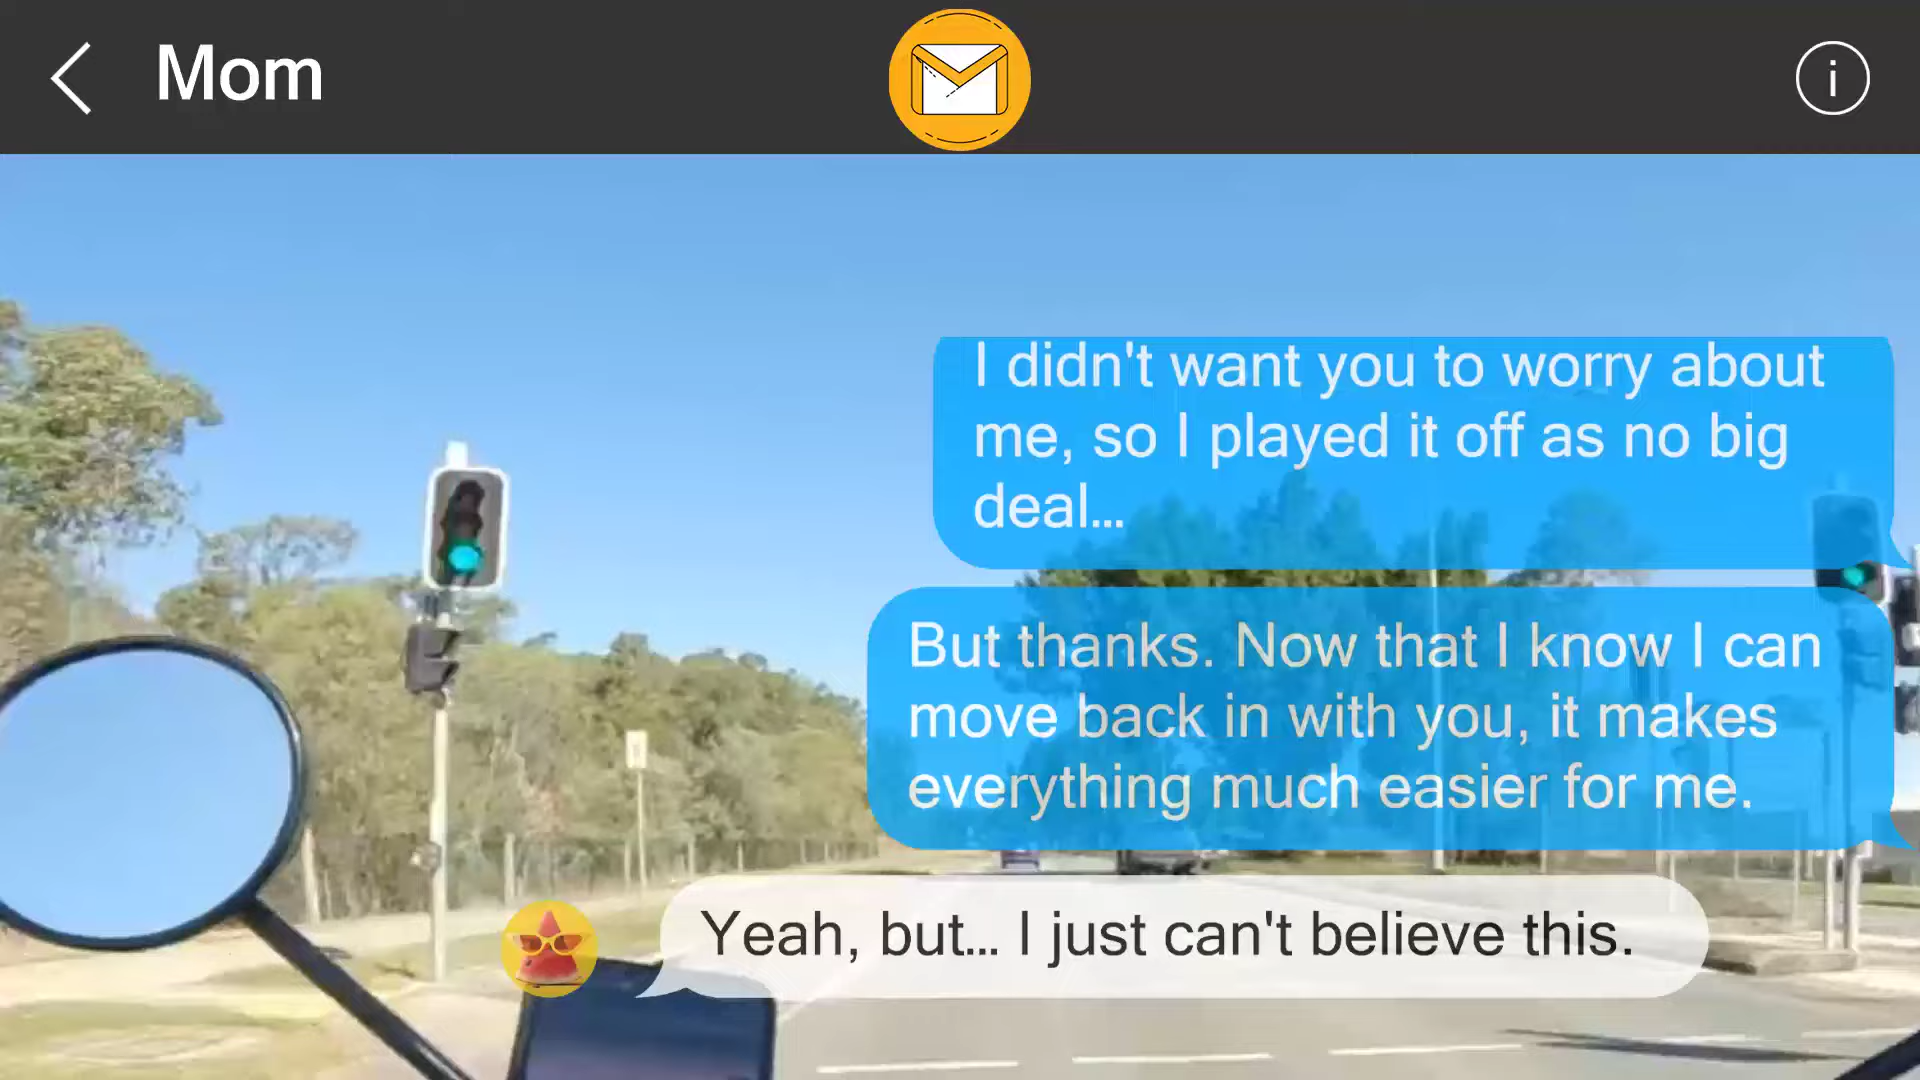 Mom
i
I didn't want you to worry about
me, so I played it off as no big
deal...
But thanks. Now that I know I can
move back in with you, it makes
everything much easier for me.
Yeah, but... I just can't believe this.